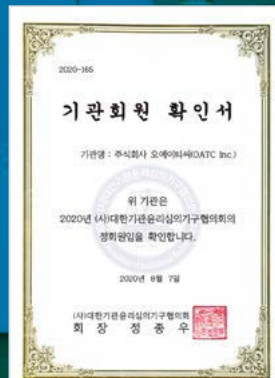 2020-165
기관회원 확인서
기관명 : 주식회사 오에이티씨(OATC Inc.)
위 기관은
2020년 (사)대한기관윤리심의기구협의회의
정회원임을 확인합니다.
2020년 8월 7일
(사)대한기관윤리심의기구협의회
회 장 정 종 우